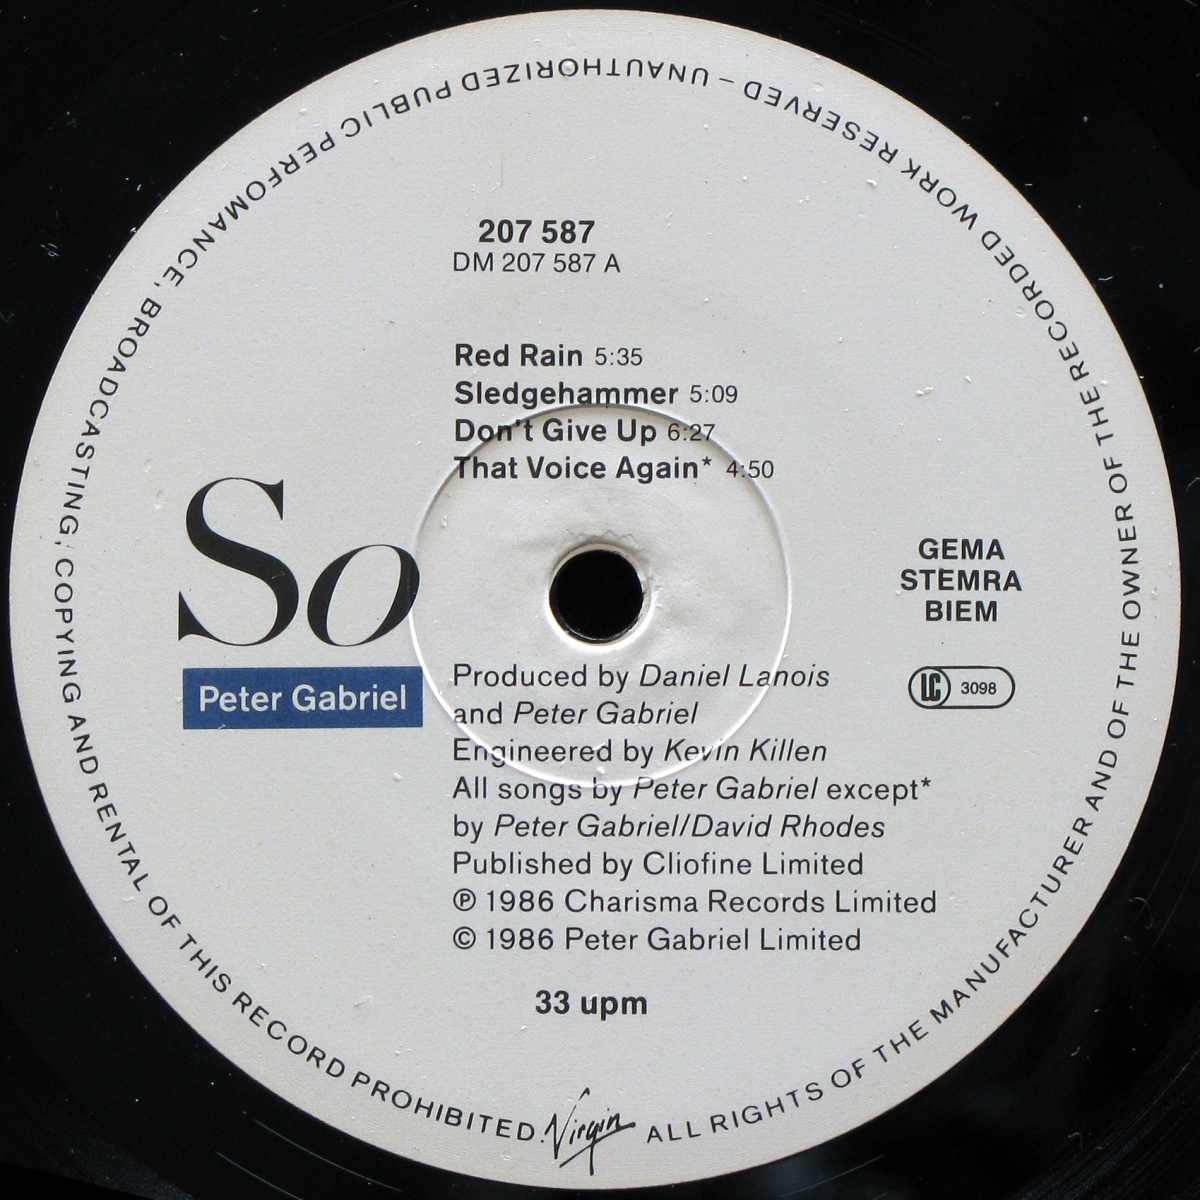 207 587
DM 207 587 A
Red Rain 5:35
Sledgehammer 5:09
Don't Give Up 6:27
That Voice Again* 4:50
So
Peter Gabriel
GEMA
STEMRA
BIEM
LC 3098
Produced by Daniel Lanois
and Peter Gabriel
Engineered by Kevin Killen
All songs by Peter Gabriel except*
by Peter Gabriel/David Rhodes
Published by Cliofine Limited
℗ 1986 Charisma Records Limited
© 1986 Peter Gabriel Limited
33 upm
Virgin
ALL RIGHTS OF THE MANUFACTURER AND OF THE OWNER OF THE RECORDED WORK RESERVED – UNAUTHORIZED PUBLIC PERFOMANCE, BROADCASTING, COPYING AND RENTAL OF THIS RECORD PROHIBITED.